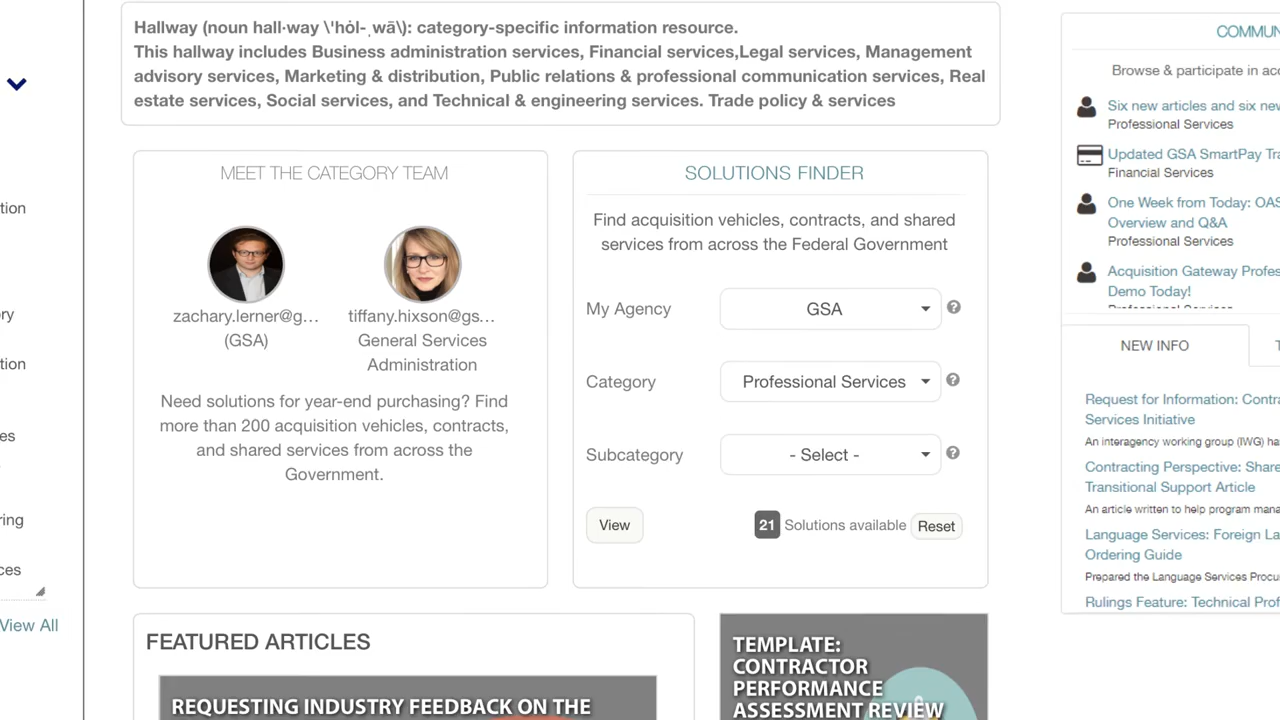 Hallway (noun hall·way \'hȯl-ˌwā\): category-specific information resource.
This hallway includes Business administration services, Financial services,Legal services, Management
advisory services, Marketing & distribution, Public relations & professional communication services, Real
estate services, Social services, and Technical & engineering services. Trade policy & services
tion
ry
tion
es
ring
ces
View All
MEET THE CATEGORY TEAM
zachary.lerner@g...
(GSA)
tiffany.hixson@gs...
General Services
Administration
Need solutions for year-end purchasing? Find
more than 200 acquisition vehicles, contracts,
and shared services from across the
Government.
SOLUTIONS FINDER
Find acquisition vehicles, contracts, and shared
services from across the Federal Government
My Agency GSA ?
Category Professional Services ?
Subcategory - Select - ?
View 21 Solutions available Reset
FEATURED ARTICLES
REQUESTING INDUSTRY FEEDBACK ON THE
TEMPLATE:
CONTRACTOR
PERFORMANCE
ASSESSMENT REVIEW
COMMUN
Browse & participate in acc
Six new articles and six new
Professional Services
Updated GSA SmartPay Tra
Financial Services
One Week from Today: OAS
Overview and Q&A
Professional Services
Acquisition Gateway Profes
Demo Today!
Professional Services
NEW INFO T
Request for Information: Contra
Services Initiative
An interagency working group (IWG) ha
Contracting Perspective: Share
Transitional Support Article
An article written to help program mana
Language Services: Foreign La
Ordering Guide
Prepared the Language Services Procu
Rulings Feature: Technical Prof